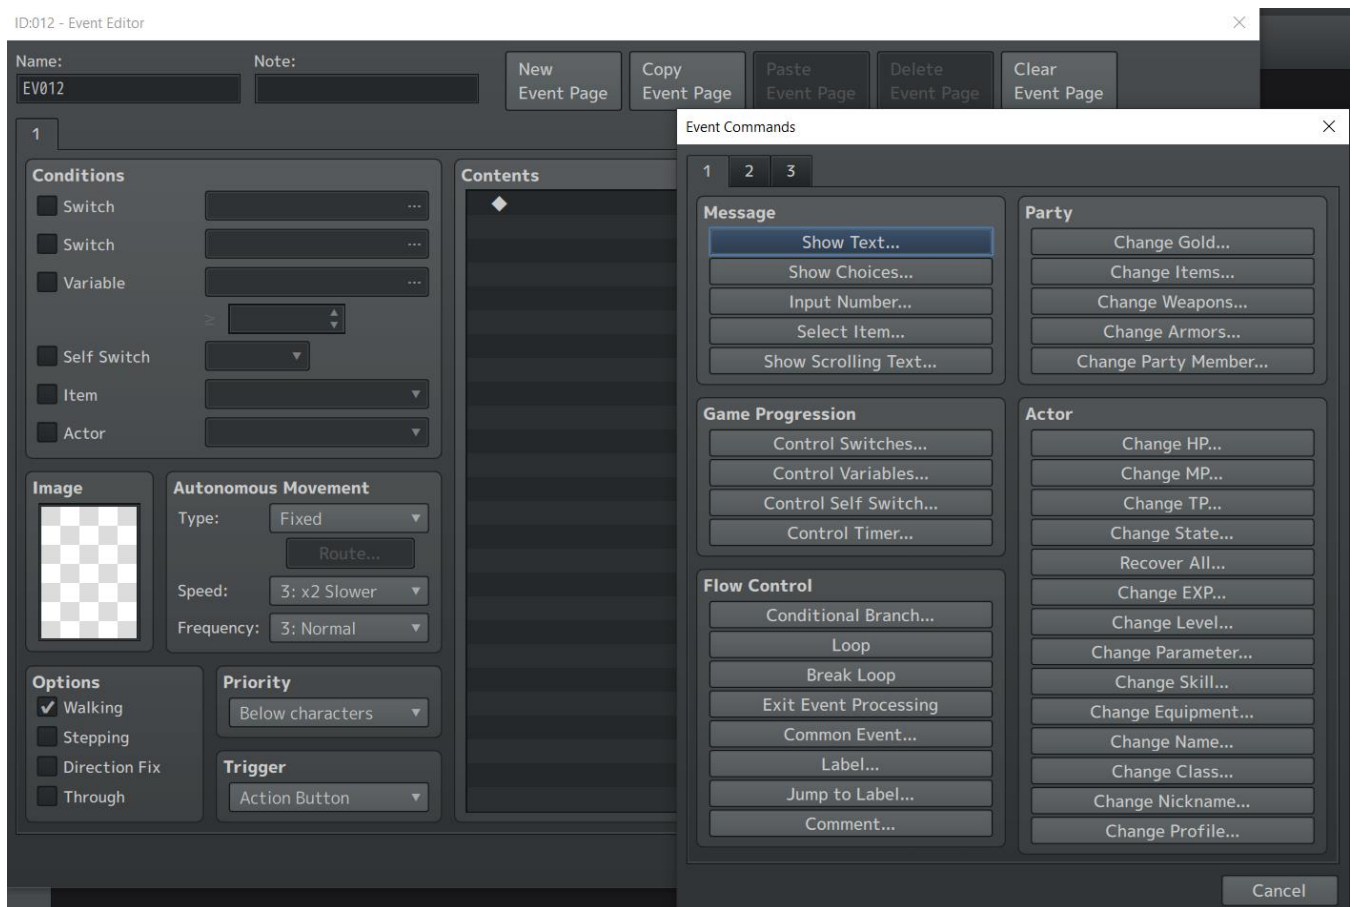 ID:012 - Event Editor
Name:
Note:
EV012
New Event Page
Copy Event Page
Paste Event Page
Delete Event Page
Clear Event Page
1
Conditions
Switch
...
Switch
...
Variable
...
≥
Self Switch
Item
Actor
Image
Autonomous Movement
Type:
Fixed
Route...
Speed:
3: x2 Slower
Frequency:
3: Normal
Options
Walking
Stepping
Direction Fix
Through
Priority
Below characters
Trigger
Action Button
Contents
Event Commands
1 2 3
Message
Show Text...
Show Choices...
Input Number...
Select Item...
Show Scrolling Text...
Game Progression
Control Switches...
Control Variables...
Control Self Switch...
Control Timer...
Flow Control
Conditional Branch...
Loop
Break Loop
Exit Event Processing
Common Event...
Label...
Jump to Label...
Comment...
Party
Change Gold...
Change Items...
Change Weapons...
Change Armors...
Change Party Member...
Actor
Change HP...
Change MP...
Change TP...
Change State...
Recover All...
Change EXP...
Change Level...
Change Parameter...
Change Skill...
Change Equipment...
Change Name...
Change Class...
Change Nickname...
Change Profile...
Cancel